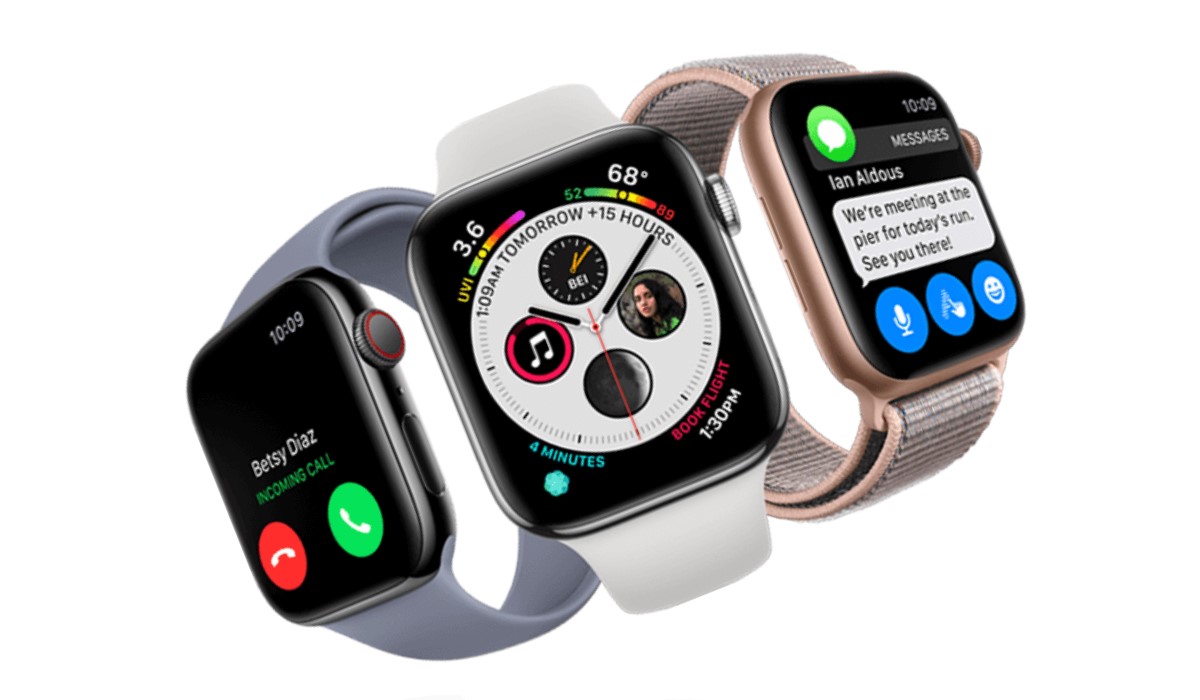 10:09
Betsy Diaz
INCOMING CALL
68°
52
89
3.6
UVI
1:09AM TOMORROW +15 HOURS
BEI
BOOK FLIGHT
1:30PM
4 MINUTES
10:09
MESSAGES
Ian Aldous
We're meeting at the
pier for today's run.
See you there!